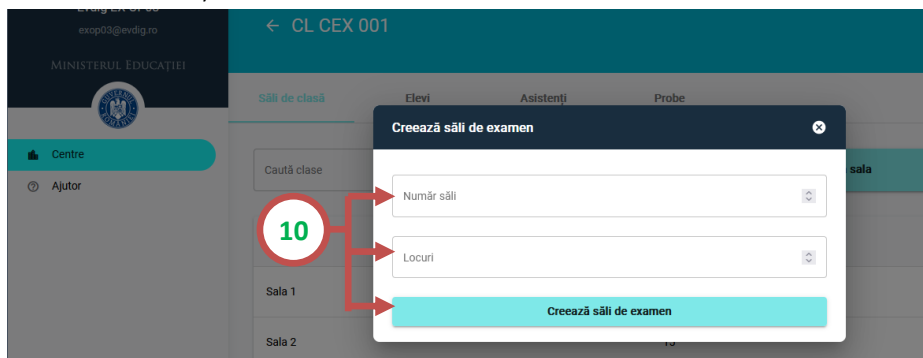 exop03@evdig.ro
← CL CEX 001
MINISTERUL EDUCAȚIEI
Săli de clasă
Elevi
Asistenți
Probe
Creează săli de examen
Centre
Caută clase
sala
Ajutor
Număr săli
10
Locuri
Sala 1
Creează săli de examen
Sala 2